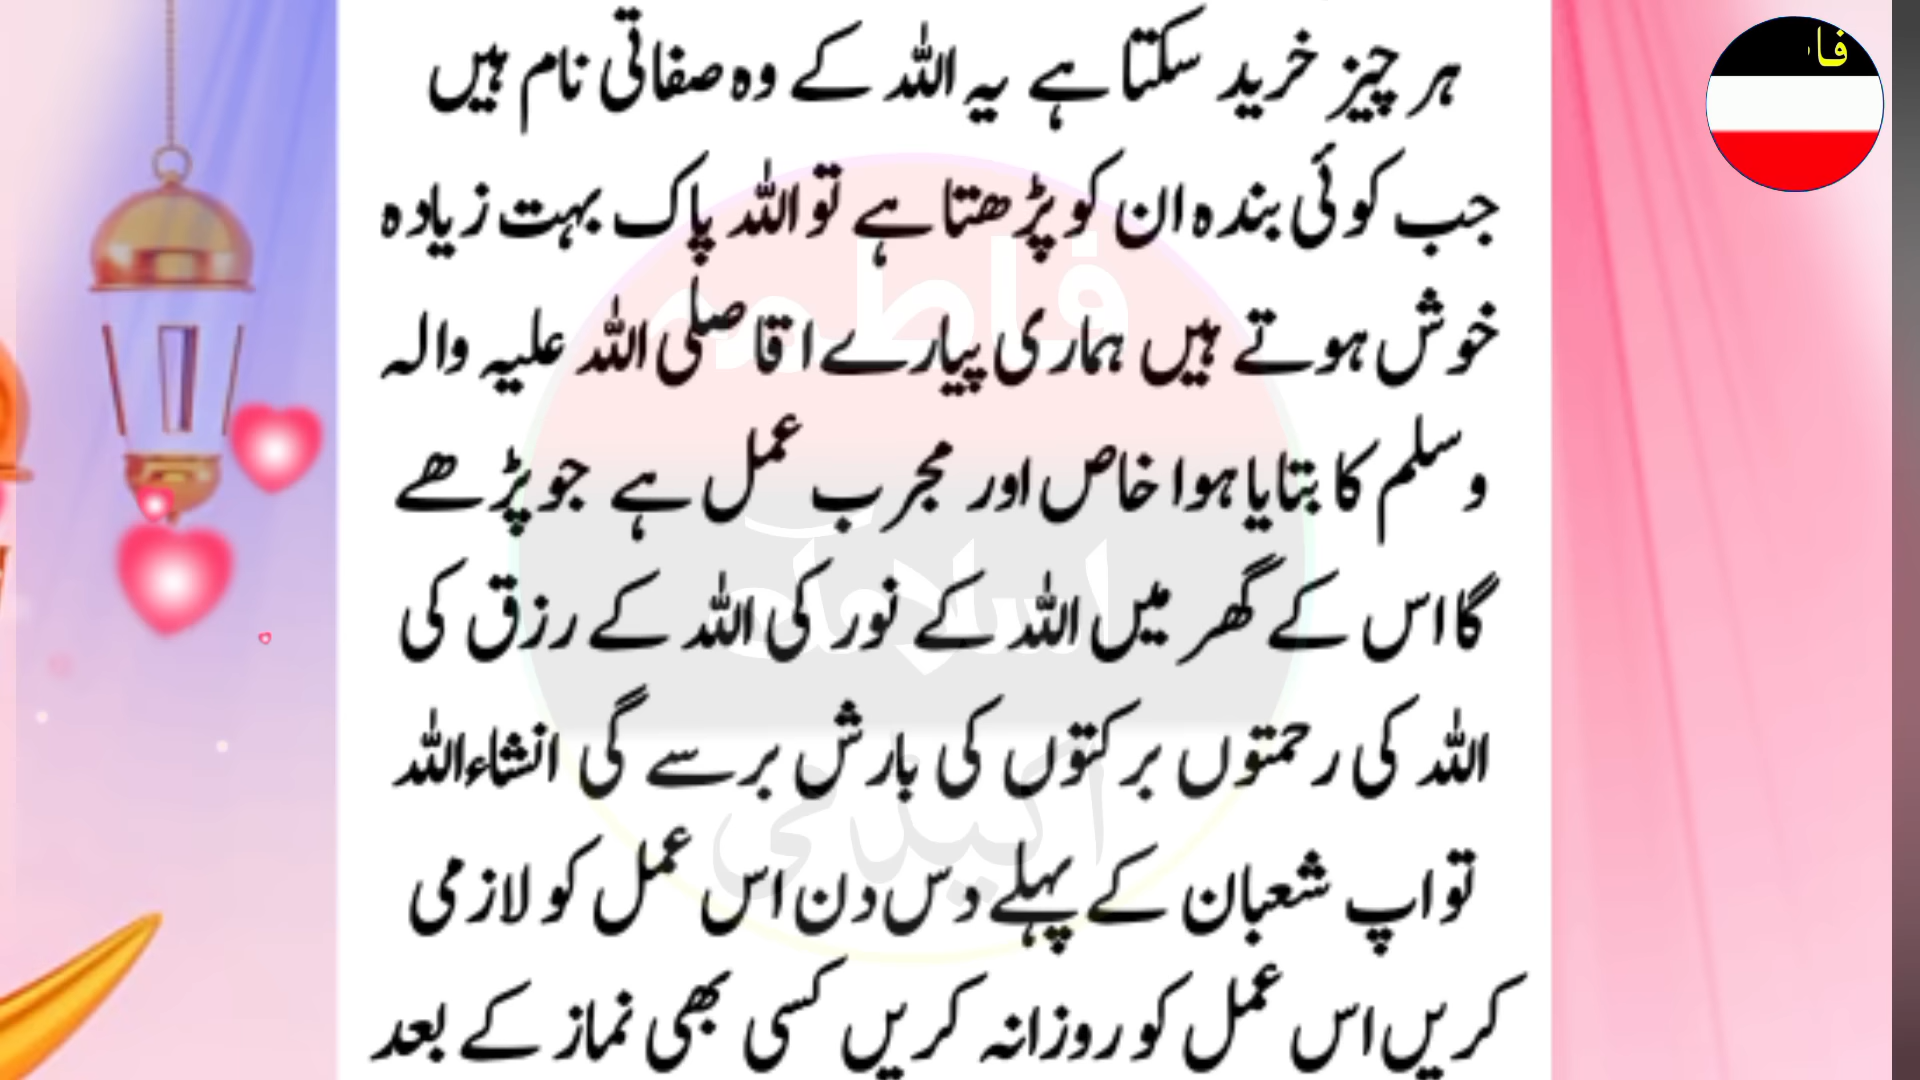 ہر چیز خرید سکتا ہے یہ اللہ کے وہ صفاتی نام ہیں
جب کوئی بندہ ان کو پڑھتا ہے تو اللہ پاک بہت زیادہ
خوش ہوتے ہیں ہماری پیارے اقا صلی اللہ علیہ والہ
وسلم کا بتایا ہوا خاص اور مجرب عمل ہے جو پڑھے
گا اس کے گھر میں اللہ کے نور کی اللہ کے رزق کی
اللہ کی رحمتوں برکتوں کی بارش برسے گی انشاءاللہ
تو اپ شعبان کے پہلے دس دن اس عمل کو لازمی
کریں اس عمل کو روزانہ کریں کسی بھی نماز کے بعد
فا